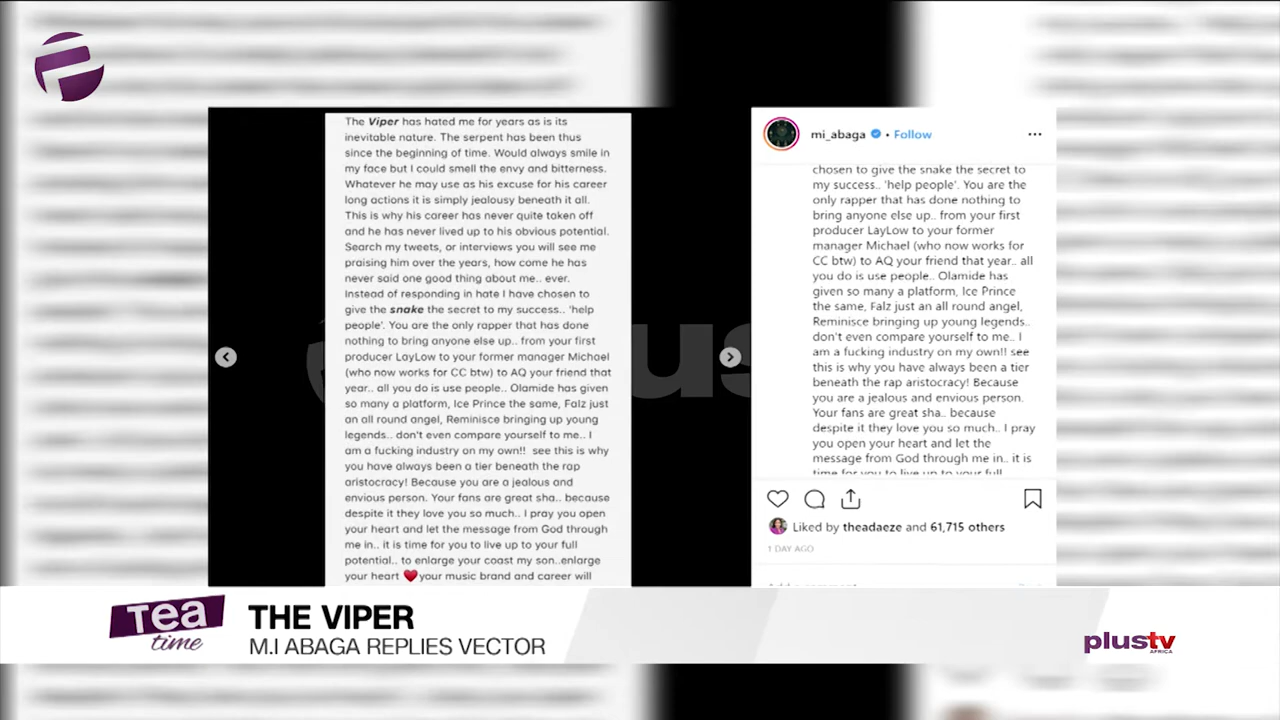 The Viper has hated me for years as is its
inevitable nature. The serpent has been thus
since the beginning of time. Would always smile in
my face but I could smell the envy and bitterness.
Whatever he may use as his excuse for his career
long actions it is simply jealousy beneath it all.
This is why his career has never quite taken off
and he has never lived up to his obvious potential.
Search my tweets, or interviews you will see me
praising him over the years, how come he has
never said one good thing about me.. ever.
Instead of responding in hate I have chosen to
give the snake the secret to my success.. 'help
people'. You are the only rapper that has done
nothing to bring anyone else up.. from your first
producer LayLow to your former manager Michael
(who now works for CC btw) to AQ your friend that
year.. all you do is use people.. Olamide has given
so many a platform, Ice Prince the same, Falz just
an all round angel, Reminisce bringing up young
legends.. don't even compare yourself to me.. I
am a fucking industry on my own!! see this is why
you have always been a tier beneath the rap
aristocracy! Because you are a jealous and
envious person. Your fans are great sha.. because
despite it they love you so much.. I pray you open
your heart and let the message from God through
me in.. it is time for you to live up to your full
potential.. to enlarge your coast my son..enlarge
your heart ❤️your music brand and career will
mi_abaga • Follow
chosen to give the snake the secret to
my success.. 'help people'. You are the
only rapper that has done nothing to
bring anyone else up.. from your first
producer LayLow to your former
manager Michael (who now works for
CC btw) to AQ your friend that year.. all
you do is use people.. Olamide has
given so many a platform, Ice Prince
the same, Falz just an all round angel,
Reminisce bringing up young legends..
don't even compare yourself to me.. I
am a fucking industry on my own!! see
this is why you have always been a tier
beneath the rap aristocracy! Because
you are a jealous and envious person.
Your fans are great sha.. because
despite it they love you so much.. I pray
you open your heart and let the
message from God through me in.. it is
time for you to live up to your full
Liked by theadaeze and 61,715 others
1 DAY AGO
Tea
time
THE VIPER
M.I ABAGA REPLIES VECTOR
plustv
AFRICA